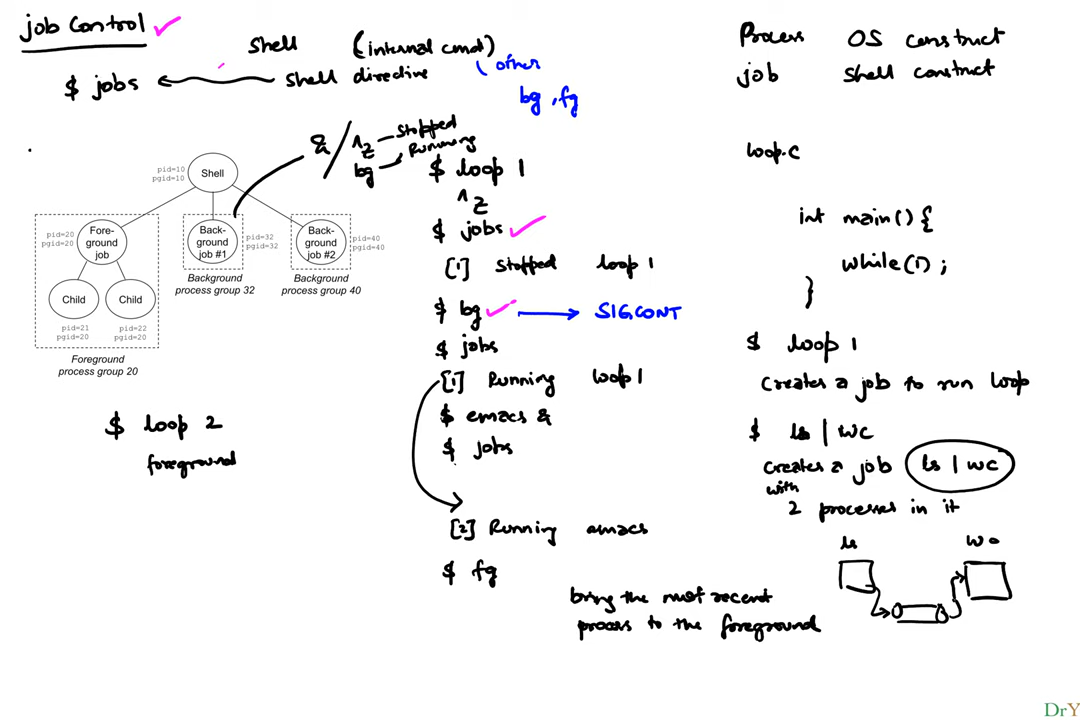 job Control
Shell (internal cmd)
$ jobs
Shell directive
other
bg, fg
& / ^Z — Stopped
bg — Running
Shell
pid=10
pgid=10
Fore-
ground
job
pid=20
pgid=20
Back-
ground
job #1
pid=32
pgid=32
Back-
ground
job #2
pid=40
pgid=40
Background
process group 32
Background
process group 40
Child
Child
pid=21
pgid=20
pid=22
pgid=20
Foreground
process group 20
$ loop 2
foreground
$ loop 1
^Z
$ jobs
[1] Stopped loop 1
$ bg
SIGCONT
$ jobs
[1] Running loop 1
$ emacs &
$ jobs
[2] Running emacs
$ fg
bring the most recent
process to the foreground
Process OS construct
job Shell construct
loop.c
int main() {
while(1) ;
}
$ loop 1
Creates a job to run loop
$ ls | wc
Creates a job ls | wc
with
2 processes in it
ls
wc
DrY